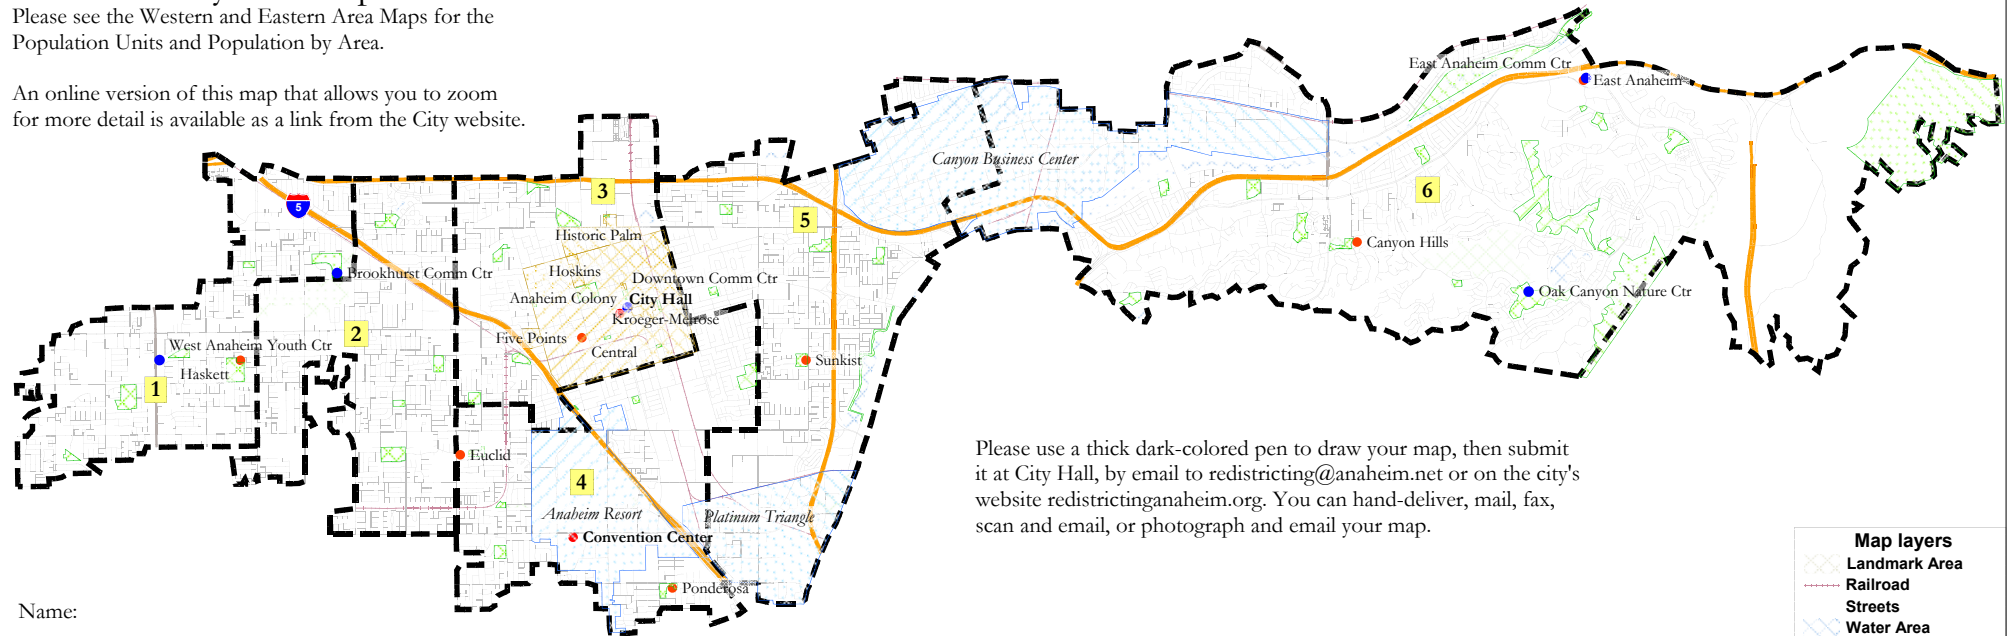 Please see the Western and Eastern Area Maps for the
Population Units and Population by Area.
An online version of this map that allows you to zoom
for more detail is available as a link from the City website.
East Anaheim Comm Ctr
East Anaheim
Canyon Business Center
3
5
6
5
Historic Palm
Canyon Hills
Brookhurst Comm Ctr
Hoskins
Downtown Comm Ctr
Oak Canyon Nature Ctr
Anaheim Colony
City Hall
Kroeger-Melrose
2
Five Points
West Anaheim Youth Ctr
Central
Sunkist
Haskett
1
Euclid
4
Anaheim Resort
Platinum Triangle
Convention Center
Ponderosa
Please use a thick dark-colored pen to draw your map, then submit
it at City Hall, by email to redistricting@anaheim.net or on the city's
website redistrictinganaheim.org. You can hand-deliver, mail, fax,
scan and email, or photograph and email your map.
Name:
Map layers
Landmark Area
Railroad
Streets
Water Area